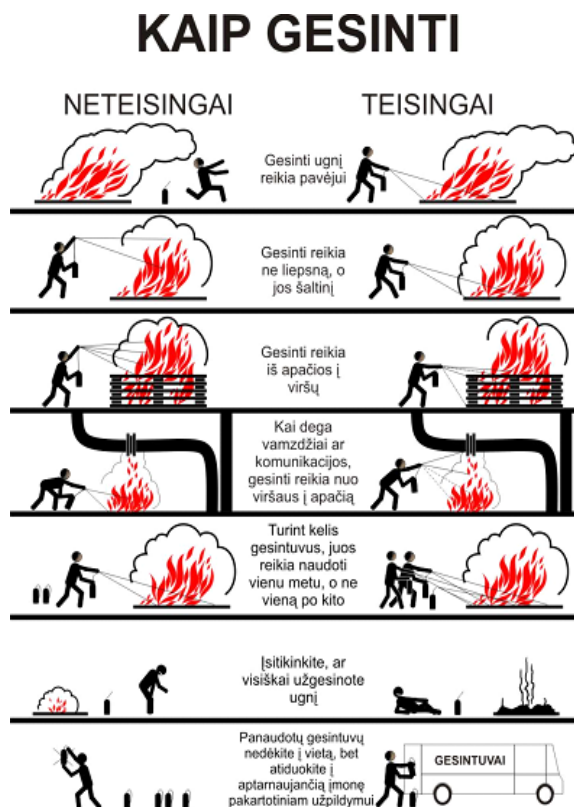 KAIP GESINTI
NETEISINGAI
TEISINGAI
Gesinti ugnį
reikia pavėjui
Gesinti reikia
ne liepsną, o
jos šaltinį
Gesinti reikia
iš apačios į
viršų
Kai dega
vamzdžiai ar
komunikacijos,
gesinti reikia nuo
viršaus į apačią
Turint kelis
gesintuvus, juos
reikia naudoti
vienu metu, o ne
vieną po kito
Įsitikinkite, ar
visiškai užgesinote
ugnį
Panaudotų gesintuvų
nedėkite į vietą, bet
atiduokite į
aptarnaujančią įmonę
pakartotiniam užpildymui
GESINTUVAI